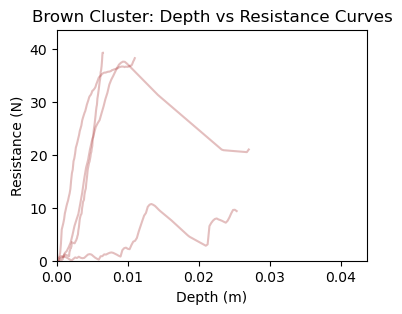 Brown Cluster: Depth vs Resistance Curves
Resistance (N)
40
30
20
10
0
0.00 0.01 0.02 0.03 0.04
Depth (m)